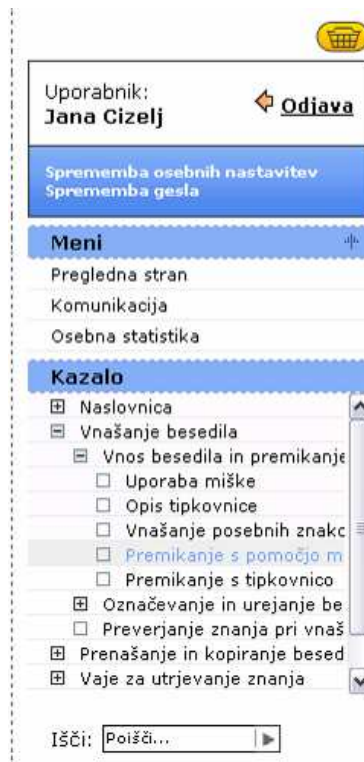 Uporabnik:
Jana Cizelj
Odjava
Sprememba osebnih nastavitev
Sprememba gesla
Meni
Pregledna stran
Komunikacija
Osebna statistika
Kazalo
Naslovnica
Vnašanje besedila
Vnos besedila in premikanje
Uporaba miške
Opis tipkovnice
Vnašanje posebnih znakc
Premikanje s pomočjo m
Premikanje s tipkovnico
Označevanje in urejanje be
Preverjanje znanja pri vnaš
Prenašanje in kopiranje besed
Vaje za utrjevanje znanja
Išči: Poišči...